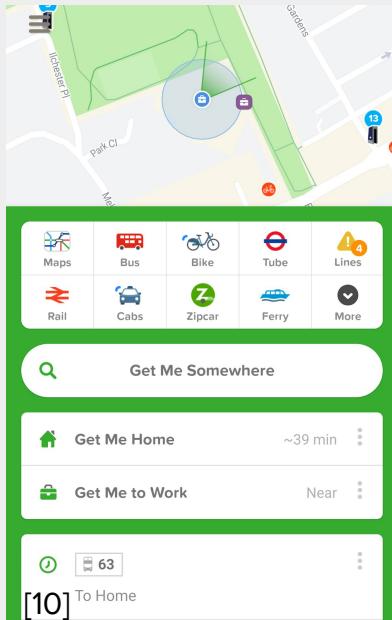 Gardens
Ilchester Pl
13
Park Cl
Mel
Maps
Bus
Bike
Tube
4
Lines
Rail
Cabs
Z
Zipcar
Ferry
More
Get Me Somewhere
Get Me Home ~39 min
Get Me to Work Near
63
To Home
[10]